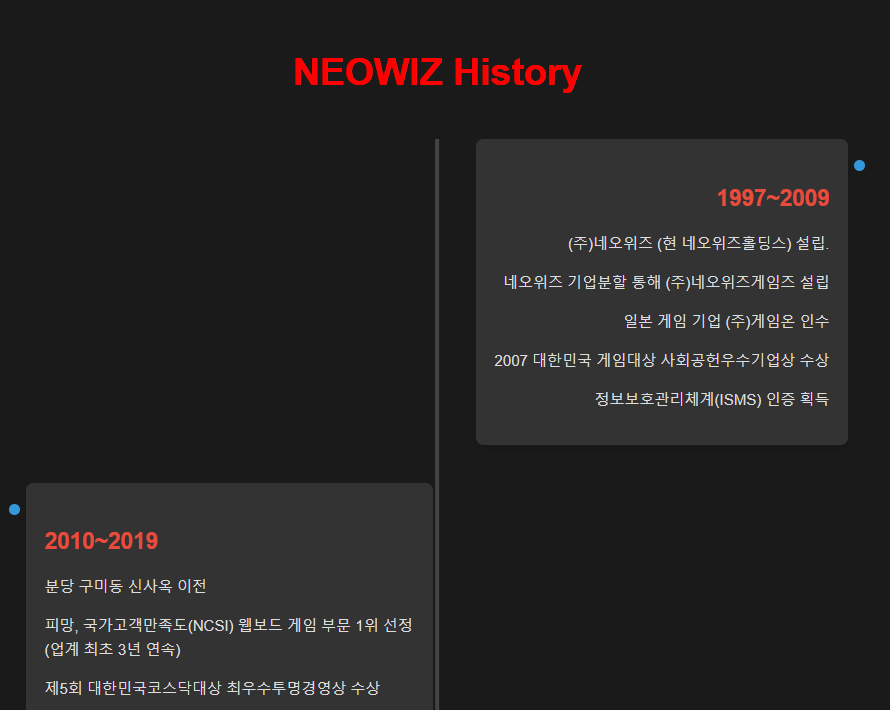 NEOWIZ History
1997~2009
(주)네오위즈 (현 네오위즈홀딩스) 설립.
네오위즈 기업분할 통해 (주)네오위즈게임즈 설립
일본 게임 기업 (주)게임온 인수
2007 대한민국 게임대상 사회공헌우수기업상 수상
정보보호관리체계(ISMS) 인증 획득
2010~2019
분당 구미동 신사옥 이전
피망, 국가고객만족도(NCSI) 웹보드 게임 부문 1위 선정
(업계 최초 3년 연속)
제5회 대한민국코스닥대상 최우수투명경영상 수상